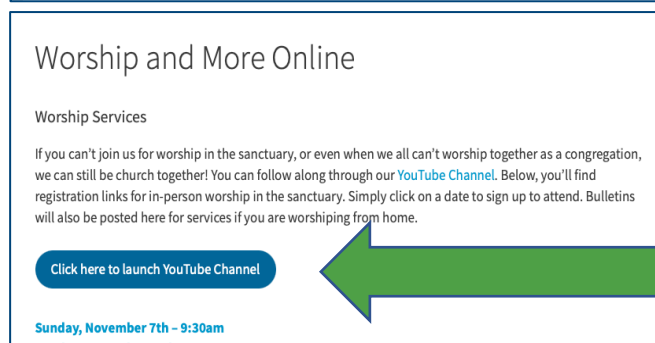 Worship and More Online
Worship Services
If you can’t join us for worship in the sanctuary, or even when we all can’t worship together as a congregation,
we can still be church together! You can follow along through our YouTube Channel. Below, you’ll find
registration links for in-person worship in the sanctuary. Simply click on a date to sign up to attend. Bulletins
will also be posted here for services if you are worshiping from home.
Click here to launch YouTube Channel
Sunday, November 7th – 9:30am